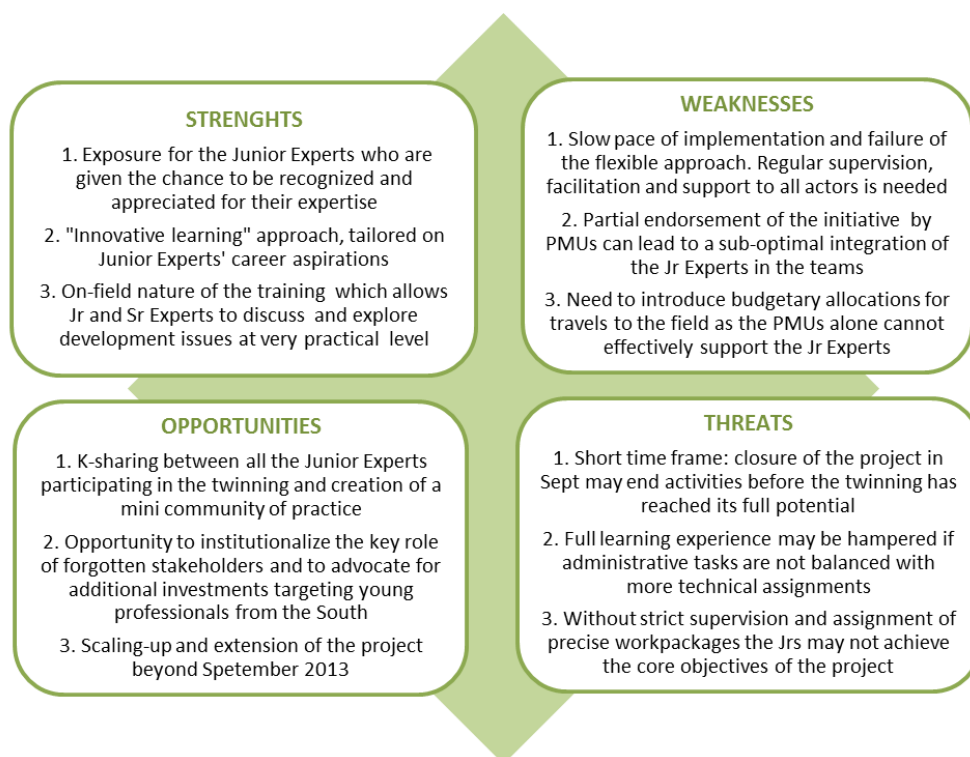 STRENGHTS
1. Exposure for the Junior Experts who are
given the chance to be recognized and
appreciated for their expertise
2. "Innovative learning" approach, tailored on
Junior Experts' career aspirations
3. On-field nature of the training which allows
Jr and Sr Experts to discuss and explore
development issues at very practical level
WEAKNESSES
1. Slow pace of implementation and failure of
the flexible approach. Regular supervision,
facilitation and support to all actors is needed
2. Partial endorsement of the initiative by
PMUs can lead to a sub-optimal integration of
the Jr Experts in the teams
3. Need to introduce budgetary allocations for
travels to the field as the PMUs alone cannot
effectively support the Jr Experts
OPPORTUNITIES
1. K-sharing between all the Junior Experts
participating in the twinning and creation of a
mini community of practice
2. Opportunity to institutionalize the key role
of forgotten stakeholders and to advocate for
additional investments targeting young
professionals from the South
3. Scaling-up and extension of the project
beyond Spetember 2013
THREATS
1. Short time frame: closure of the project in
Sept may end activities before the twinning has
reached its full potential
2. Full learning experience may be hampered if
administrative tasks are not balanced with
more technical assignments
3. Without strict supervision and assignment of
precise workpackages the Jrs may not achieve
the core objectives of the project